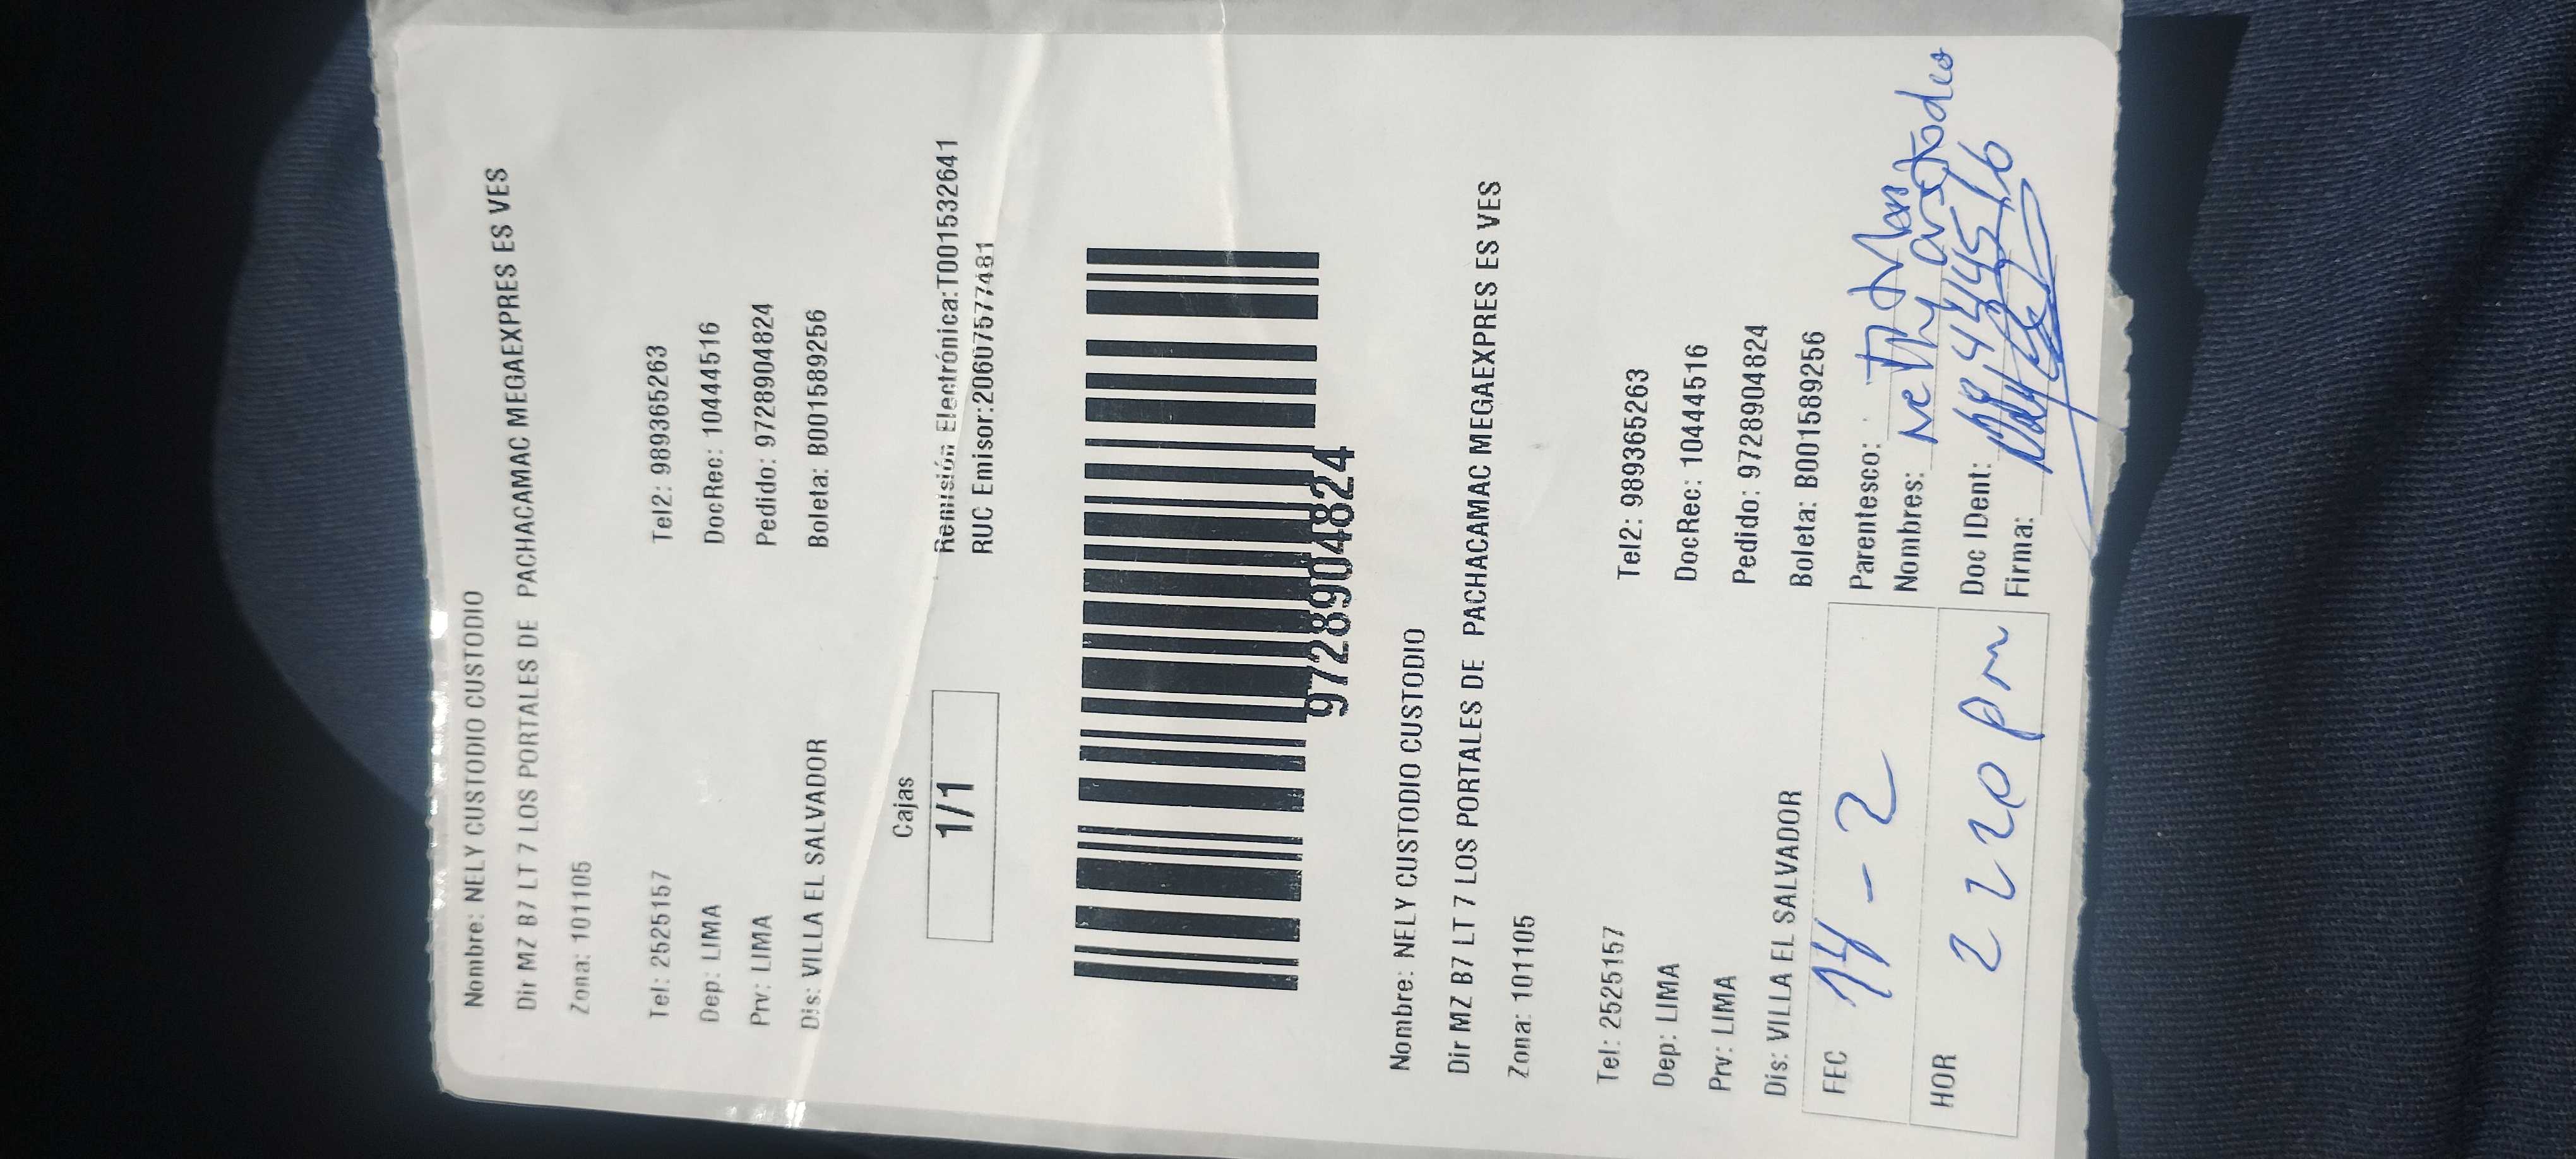 Nombre: NELY CUSTODIO CUSTODIO
Dir MZ B7 LT 7 LOS PORTALES DE PACHACAMAC MEGAEXPRES ES VES
Zona: 101105
Tel: 2525157 Tel2: 989365263
Dep: LIMA DocRec: 10444516
Prv: LIMA Pedido: 9728904824
Dis: VILLA EL SALVADOR Boleta: B001589256
Cajas
1/1
Remisión Electrónica:T001532641
RUC Emisor:20607577481
9728904824
Nombre: NELY CUSTODIO CUSTODIO
Dir MZ B7 LT 7 LOS PORTALES DE PACHACAMAC MEGAEXPRES ES VES
Zona: 101105
Tel: 2525157 Tel2: 989365263
Dep: LIMA DocRec: 10444516
Prv: LIMA Pedido: 9728904824
Dis: VILLA EL SALVADOR Boleta: B001589256
FEC 14-2
HOR 2 20 pm
Parentesco:
Nombres:
Doc IDent:
Firma: